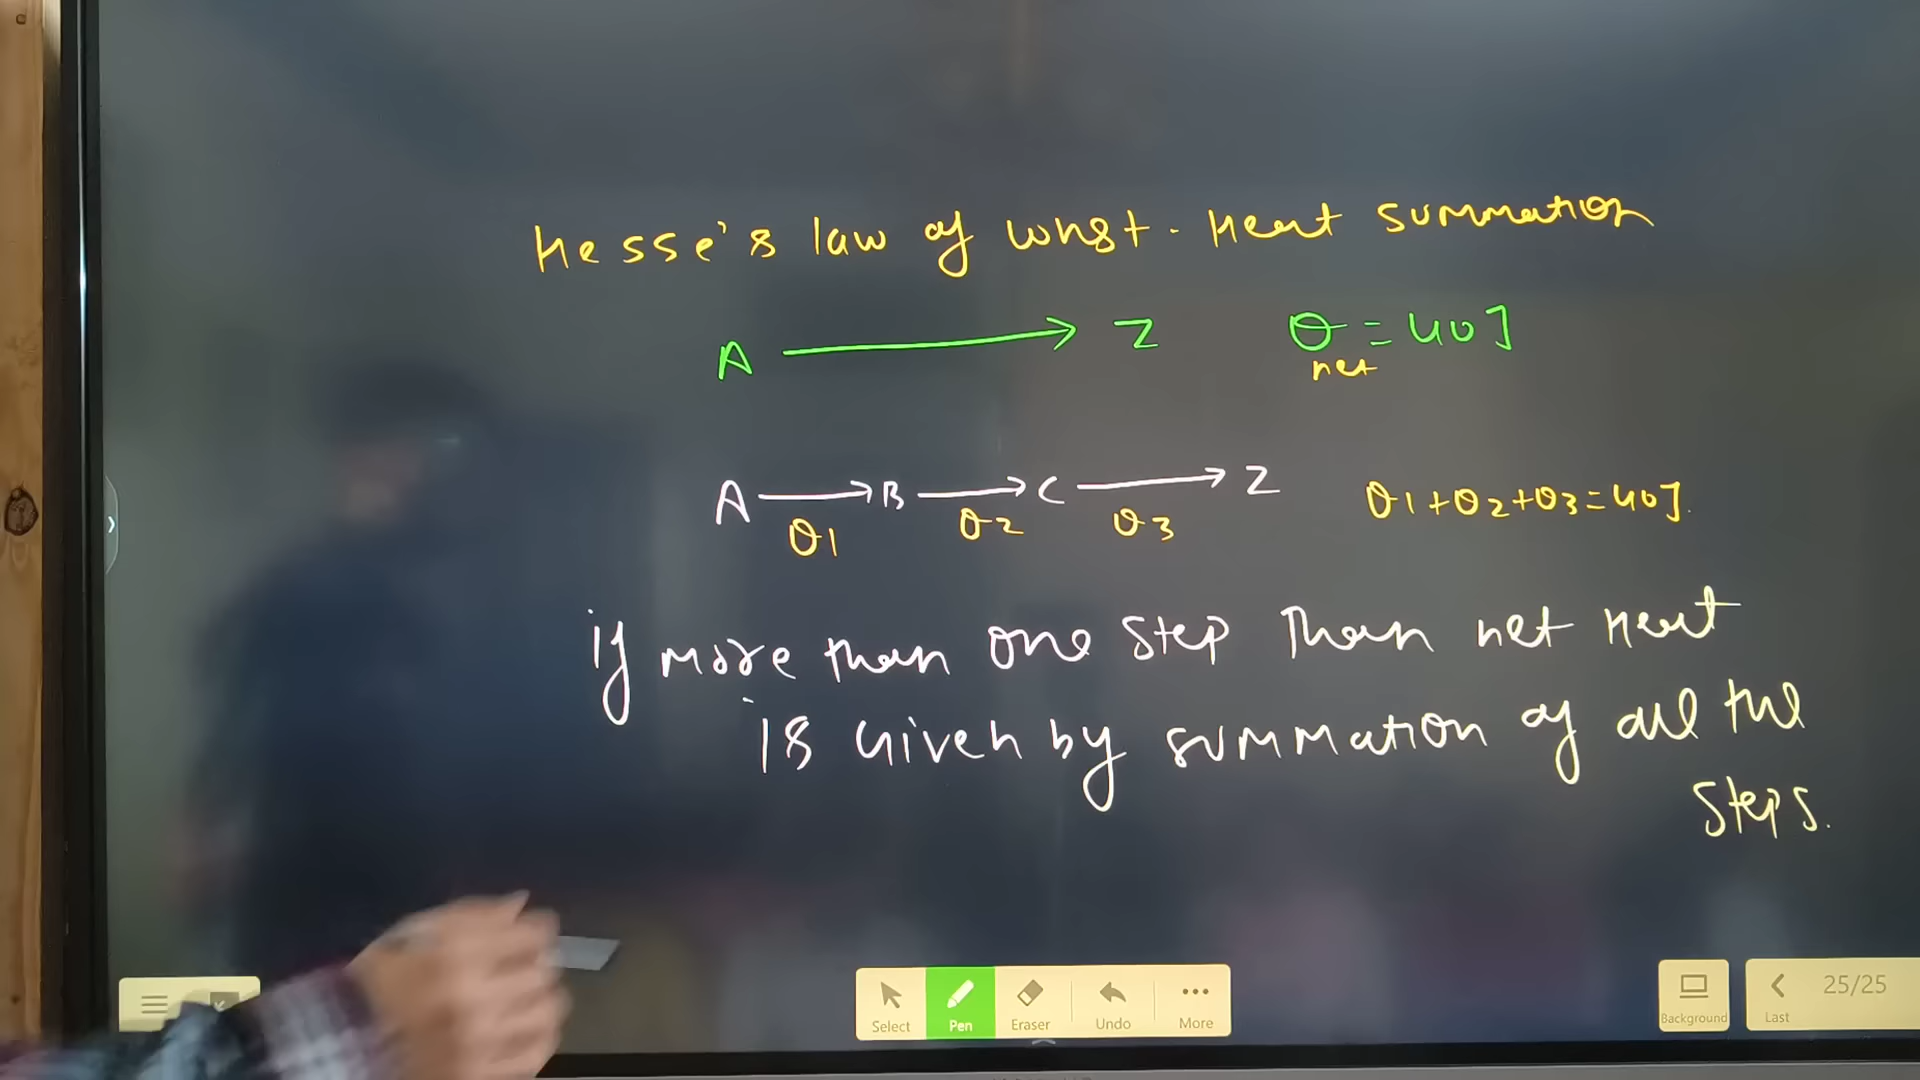 Hesse's law of const. Heat summation
A → Z θ net = 40J
A → B → C → Z θ1+θ2+θ3=40J.
θ1 θ2 θ3
if more than one step then net heat
is given by summation of all the
steps.
Select Pen Eraser Undo More
Background Last 25/25